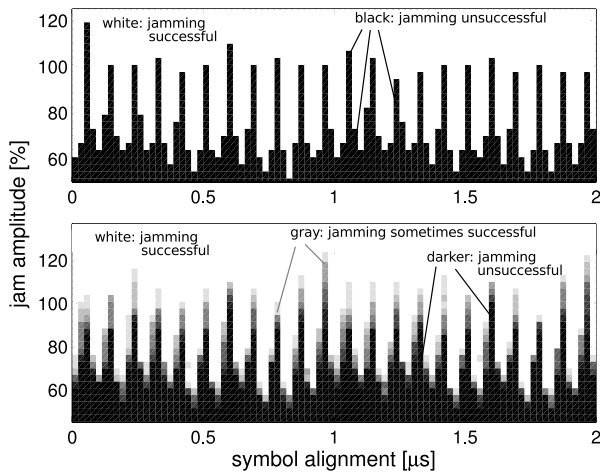 120
100
80
60
white: jamming
successful
black: jamming unsuccessful
0
0.5
1
1.5
2
jam amplitude [%]
120
100
80
60
white: jamming
successful
gray: jamming sometimes successful
darker: jamming
unsuccessful
0
0.5
1
1.5
2
symbol alignment [μs]